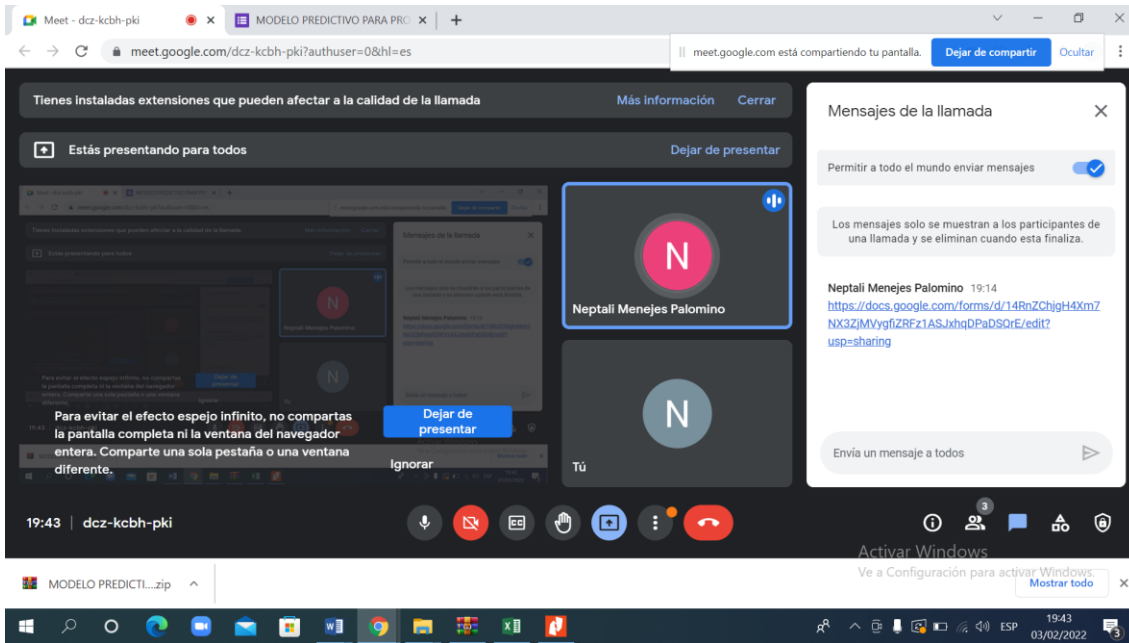 Meet - dcz-kcbh-pki
MODELO PREDICTIVO PARA PRO
meet.google.com/dcz-kcbh-pki?authuser=0&hl=es
meet.google.com está compartiendo tu pantalla.
Dejar de compartir
Ocultar
Tienes instaladas extensiones que pueden afectar a la calidad de la llamada
Más información
Cerrar
Estás presentando para todos
Dejar de presentar
Para evitar el efecto espejo infinito, no compartas
la pantalla completa ni la ventana del navegador
entera. Comparte una sola pestaña o una ventana
diferente.
Dejar de
presentar
Ignorar
N
Neptali Menejes Palomino
N
Tú
Mensajes de la llamada
Permitir a todo el mundo enviar mensajes
Los mensajes solo se muestran a los participantes de
una llamada y se eliminan cuando esta finaliza.
Neptali Menejes Palomino 19:14
https://docs.google.com/forms/d/14RnZChjgH4Xm7
NX3ZjMVygfiZRFz1ASJxhqDPaDSOrE/edit?
usp=sharing
Envía un mensaje a todos
19:43 | dcz-kcbh-pki
3
Activar Windows
Ve a Configuración para activar Windows.
MODELO PREDICTI....zip
Mostrar todo
ESP
19:43
03/02/2022
3